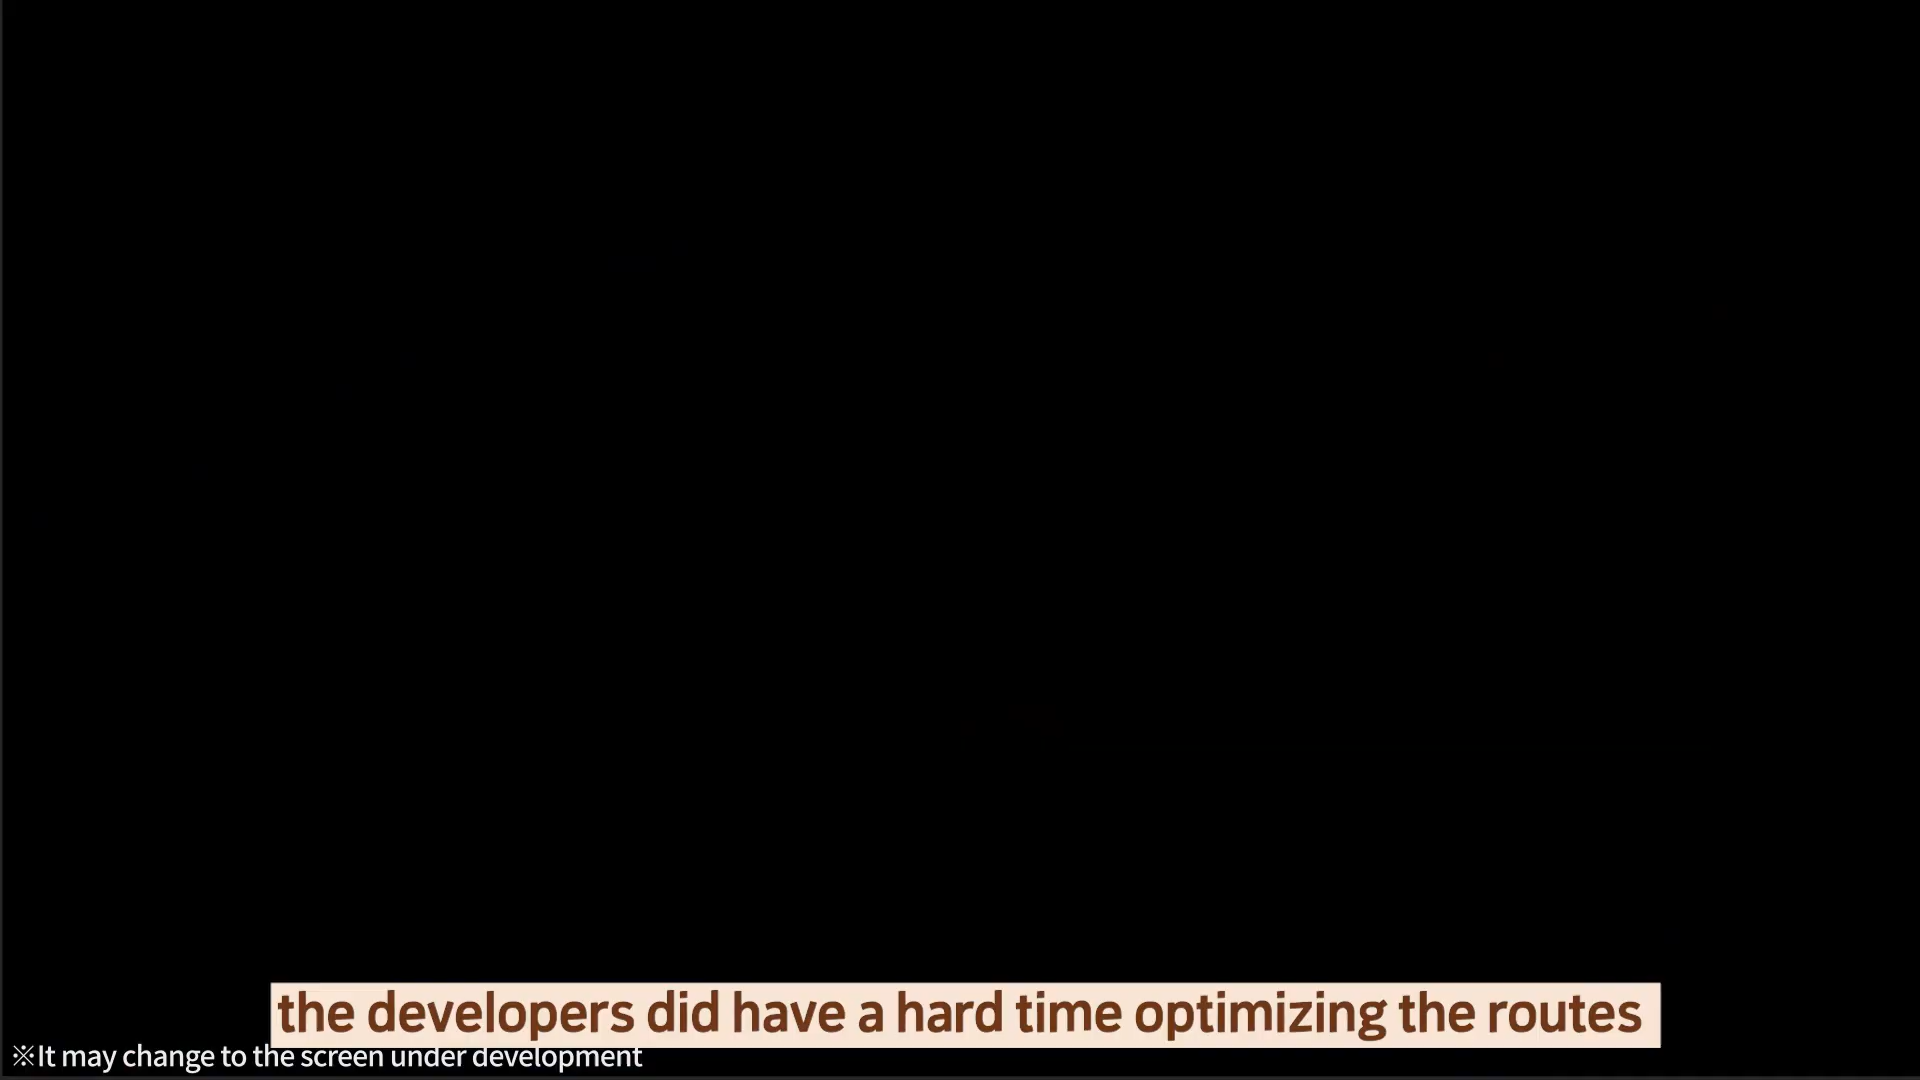 the developers did have a hard time optimizing the routes
※It may change to the screen under development